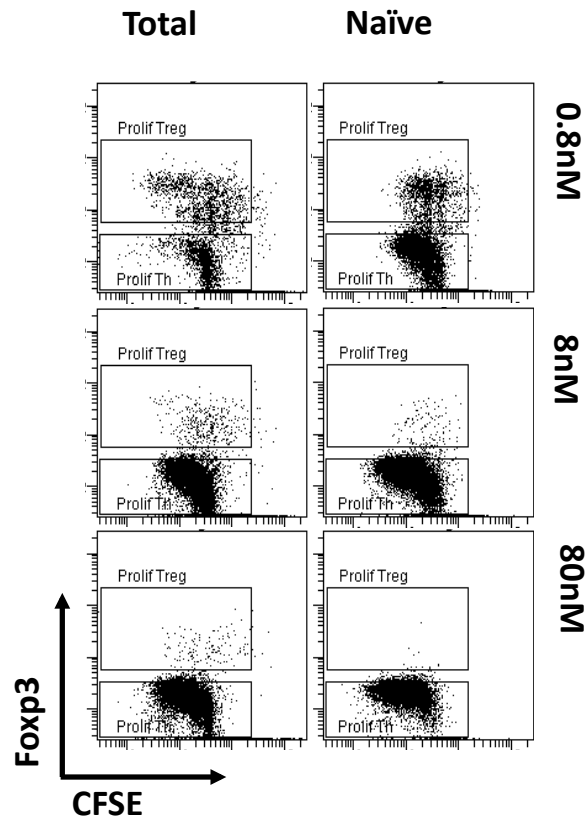 Total Naïve
Prolif Treg Prolif Treg
Prolif Th Prolif Th
0.8nM
Prolif Treg Prolif Treg
Prolif Th Prolif Th
8nM
Prolif Treg Prolif Treg
Prolif Th Prolif Th
80nM
Foxp3
CFSE